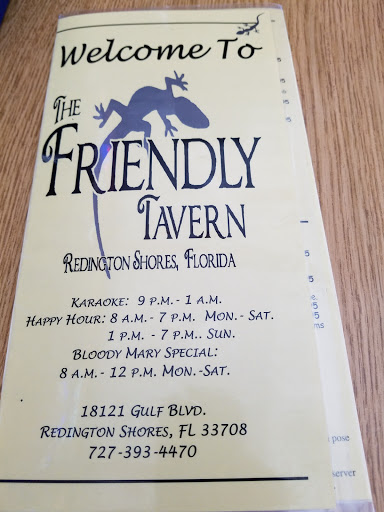 Welcome To
THE
FRIENDLY
TAVERN
REDINGTON SHORES, FLORIDA
KARAOKE: 9 P.M. - 1 A.M.
HAPPY HOUR: 8 A.M. - 7 P.M. MON. - SAT.
1 P.M. - 7 P.M.. SUN.
BLOODY MARY SPECIAL:
8 A.M. - 12 P.M. MON.-SAT.
18121 GULF BLVD.
REDINGTON SHORES, FL 33708
727-393-4470